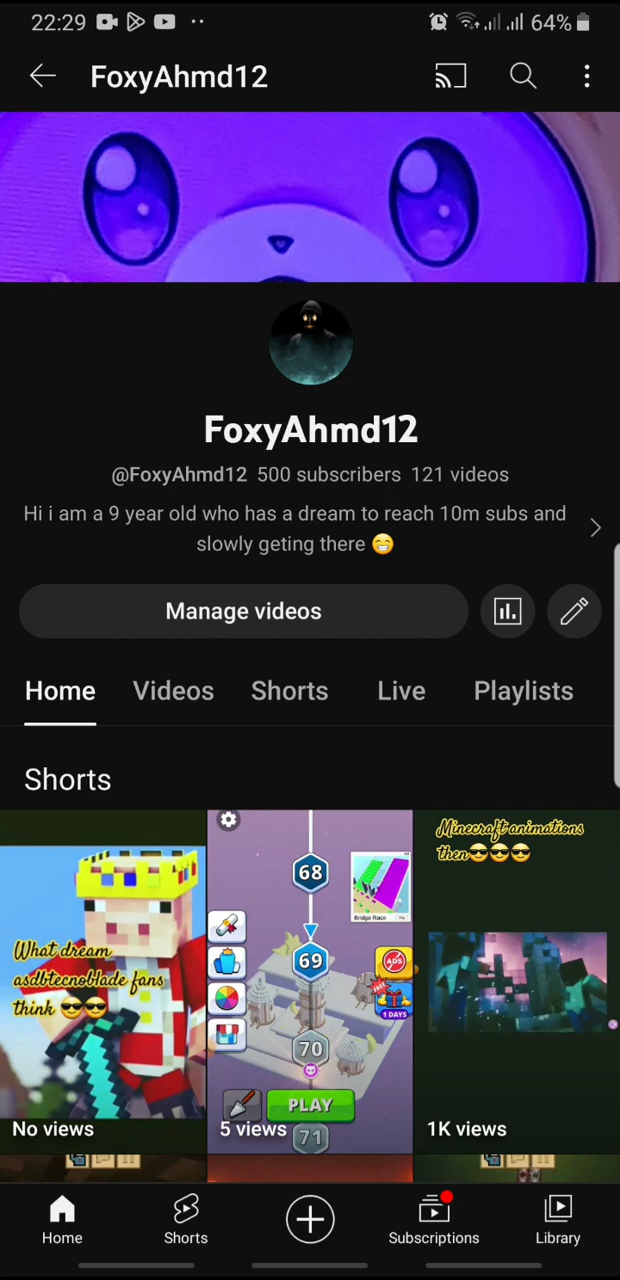 22:29
64%
FoxyAhmd12
FoxyAhmd12
@FoxyAhmd12 500 subscribers 121 videos
Hi i am a 9 year old who has a dream to reach 10m subs and
slowly geting there 😁
Manage videos
Home Videos Shorts Live Playlists
Shorts
What dream
asdbtecnoblade fans
think 😎😎
No views
68
69
70
71
Bridge Race
ADS
FREE
1 DAYS
PLAY
5 views
Minecraft animations
then😎😎😎
1K views
Home Shorts Subscriptions Library